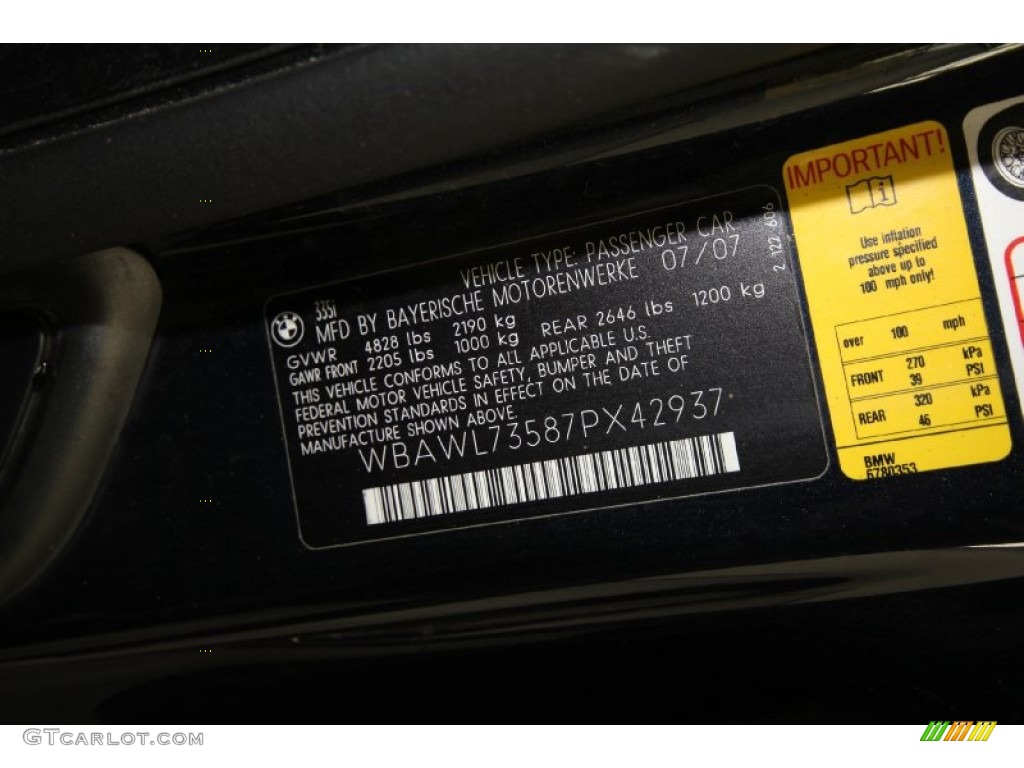 335i
VEHICLE TYPE: PASSENGER CAR
MFD BY BAYERISCHE MOTORENWERKE 07/07
GVWR 4828 lbs 2190 kg
GAWR FRONT 2205 lbs 1000 kg REAR 2646 lbs 1200 kg
THIS VEHICLE CONFORMS TO ALL APPLICABLE U.S.
FEDERAL MOTOR VEHICLE SAFETY, BUMPER AND THEFT
PREVENTION STANDARDS IN EFFECT ON THE DATE OF
MANUFACTURE SHOWN ABOVE.
WBAWL73587PX42937
2 122 606
IMPORTANT!
i
Use inflation
pressure specified
above up to
100 mph only!
over 100 mph
FRONT 270 kPa
39 PSI
REAR 320 kPa
46 PSI
BMW
6780353
GTCarlot.com